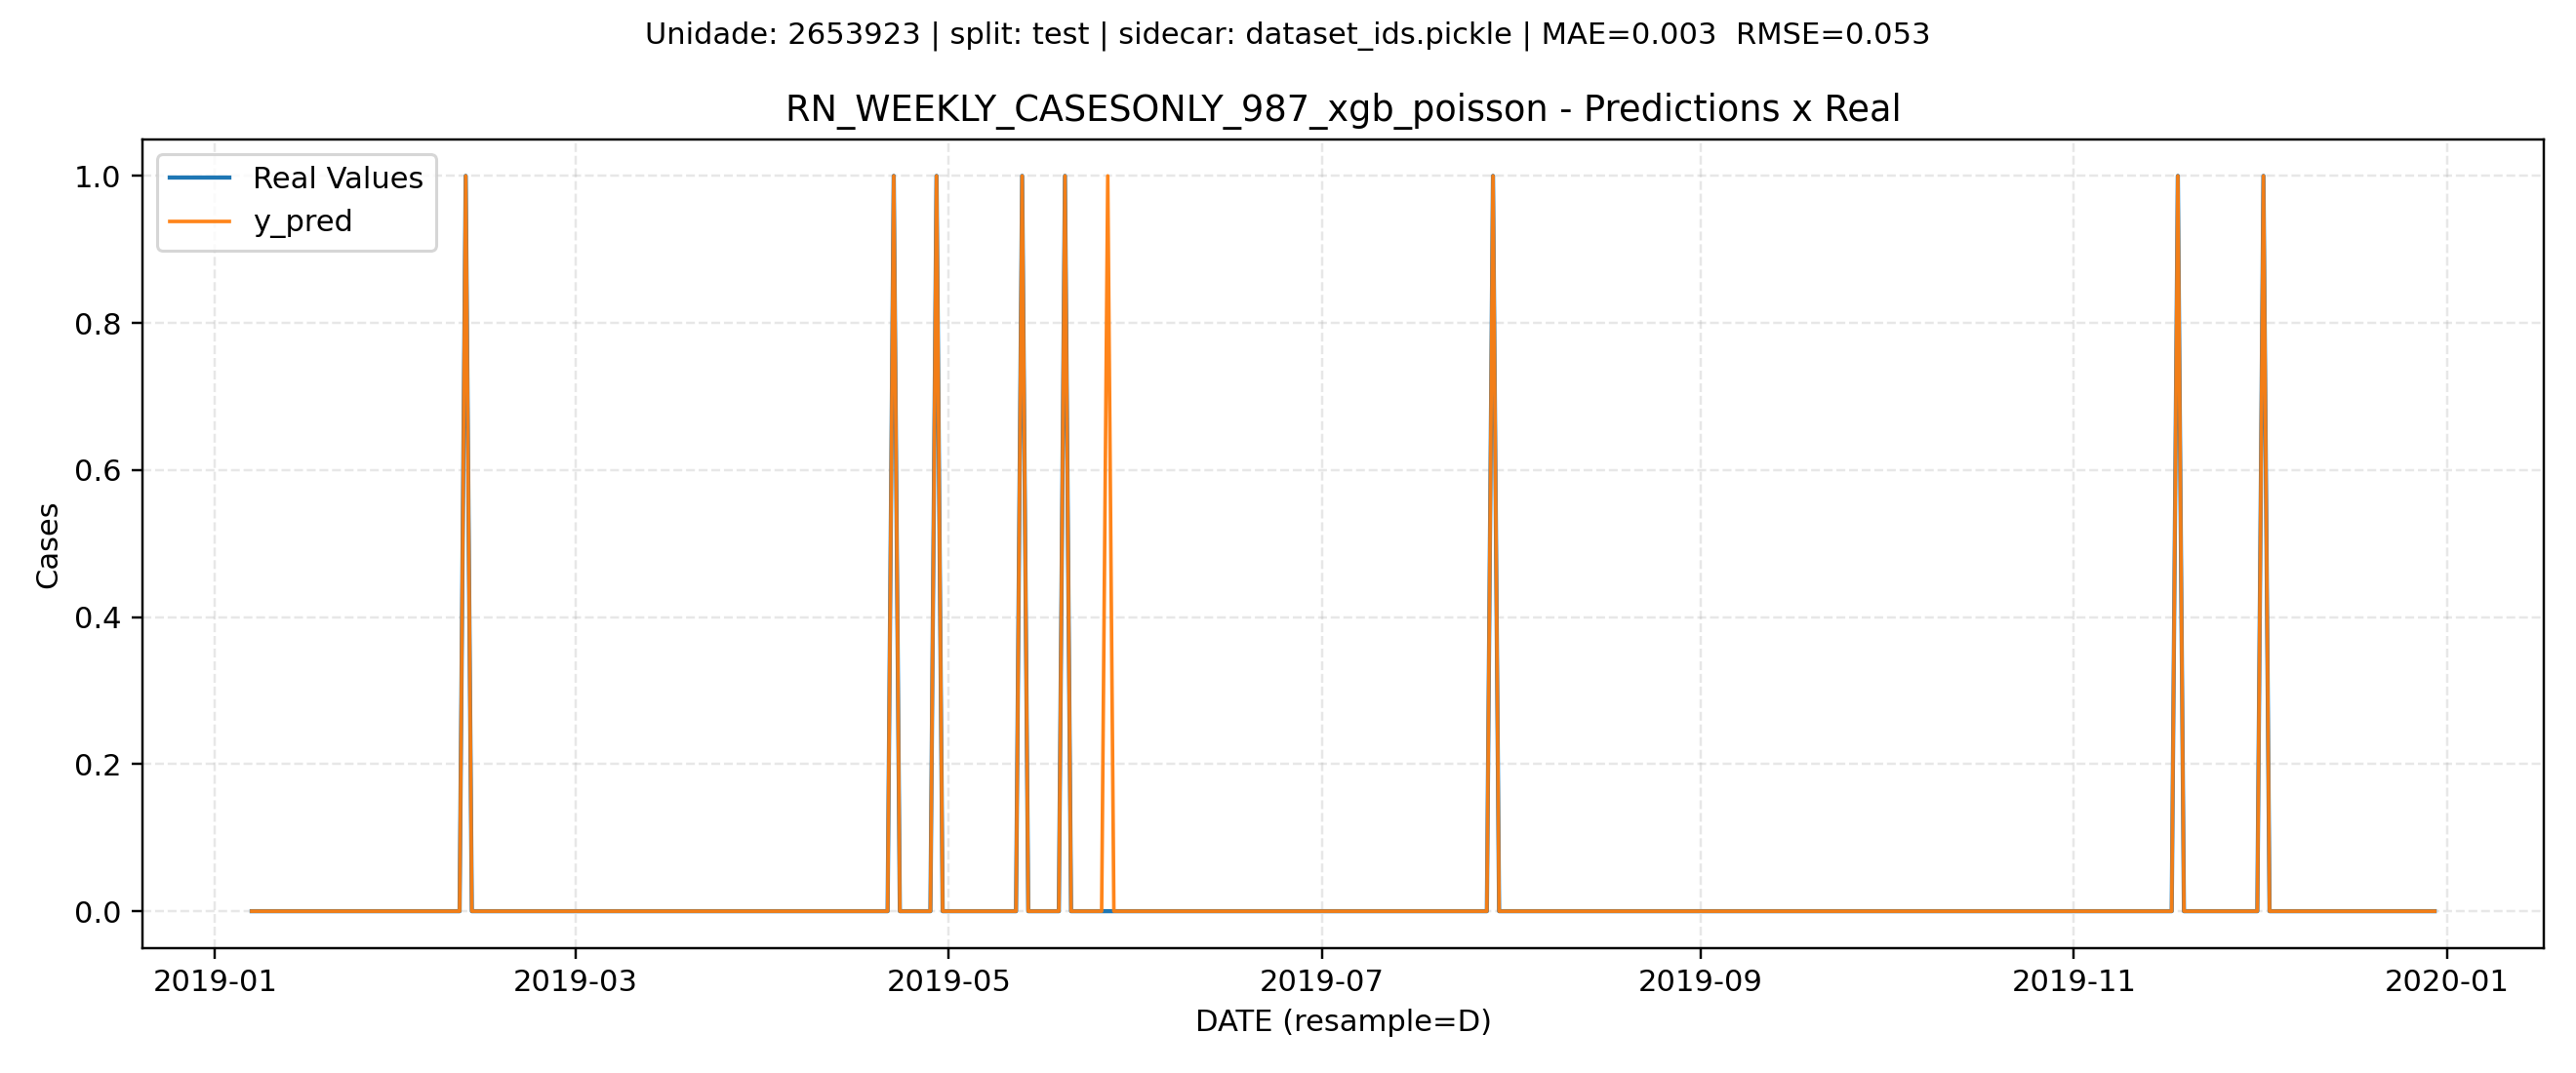 Unidade: 2653923 | split: test | sidecar: dataset_ids.pickle | MAE=0.003  RMSE=0.053
RN_WEEKLY_CASESONLY_987_xgb_poisson - Predictions x Real
Real Values
y_pred
1.0
0.8
0.6
0.4
0.2
0.0
Cases
2019-01
2019-03
2019-05
2019-07
2019-09
2019-11
2020-01
DATE (resample=D)